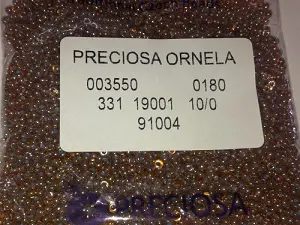 PRECIOSA ORNELA
003550 0180
331 19001 10/0
91004
PRECIOSA